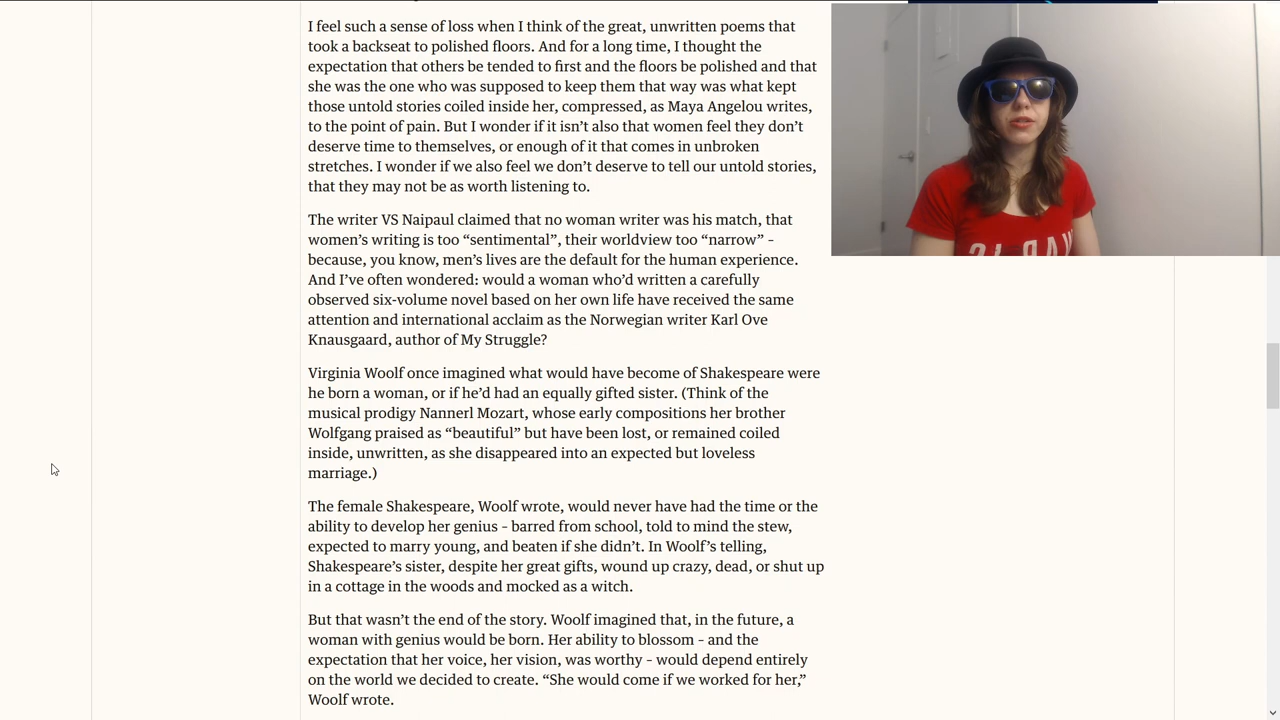 I feel such a sense of loss when I think of the great, unwritten poems that
took a backseat to polished floors. And for a long time, I thought the
expectation that others be tended to first and the floors be polished and that
she was the one who was supposed to keep them that way was what kept
those untold stories coiled inside her, compressed, as Maya Angelou writes,
to the point of pain. But I wonder if it isn’t also that women feel they don’t
deserve time to themselves, or enough of it that comes in unbroken
stretches. I wonder if we also feel we don’t deserve to tell our untold stories,
that they may not be as worth listening to.
The writer VS Naipaul claimed that no woman writer was his match, that
women’s writing is too “sentimental”, their worldview too “narrow” –
because, you know, men’s lives are the default for the human experience.
And I’ve often wondered: would a woman who’d written a carefully
observed six-volume novel based on her own life have received the same
attention and international acclaim as the Norwegian writer Karl Ove
Knausgaard, author of My Struggle?
Virginia Woolf once imagined what would have become of Shakespeare were
he born a woman, or if he’d had an equally gifted sister. (Think of the
musical prodigy Nannerl Mozart, whose early compositions her brother
Wolfgang praised as “beautiful” but have been lost, or remained coiled
inside, unwritten, as she disappeared into an expected but loveless
marriage.)
The female Shakespeare, Woolf wrote, would never have had the time or the
ability to develop her genius – barred from school, told to mind the stew,
expected to marry young, and beaten if she didn’t. In Woolf’s telling,
Shakespeare’s sister, despite her great gifts, wound up crazy, dead, or shut up
in a cottage in the woods and mocked as a witch.
But that wasn’t the end of the story. Woolf imagined that, in the future, a
woman with genius would be born. Her ability to blossom – and the
expectation that her voice, her vision, was worthy – would depend entirely
on the world we decided to create. “She would come if we worked for her,”
Woolf wrote.